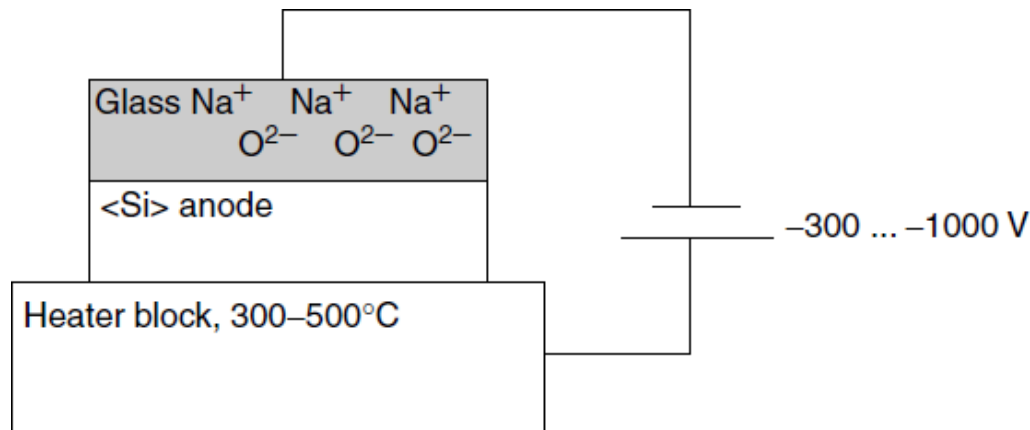 Glass Na⁺ Na⁺ Na⁺
O²⁻ O²⁻ O²⁻
<Si> anode
–300 ... –1000 V
Heater block, 300–500°C